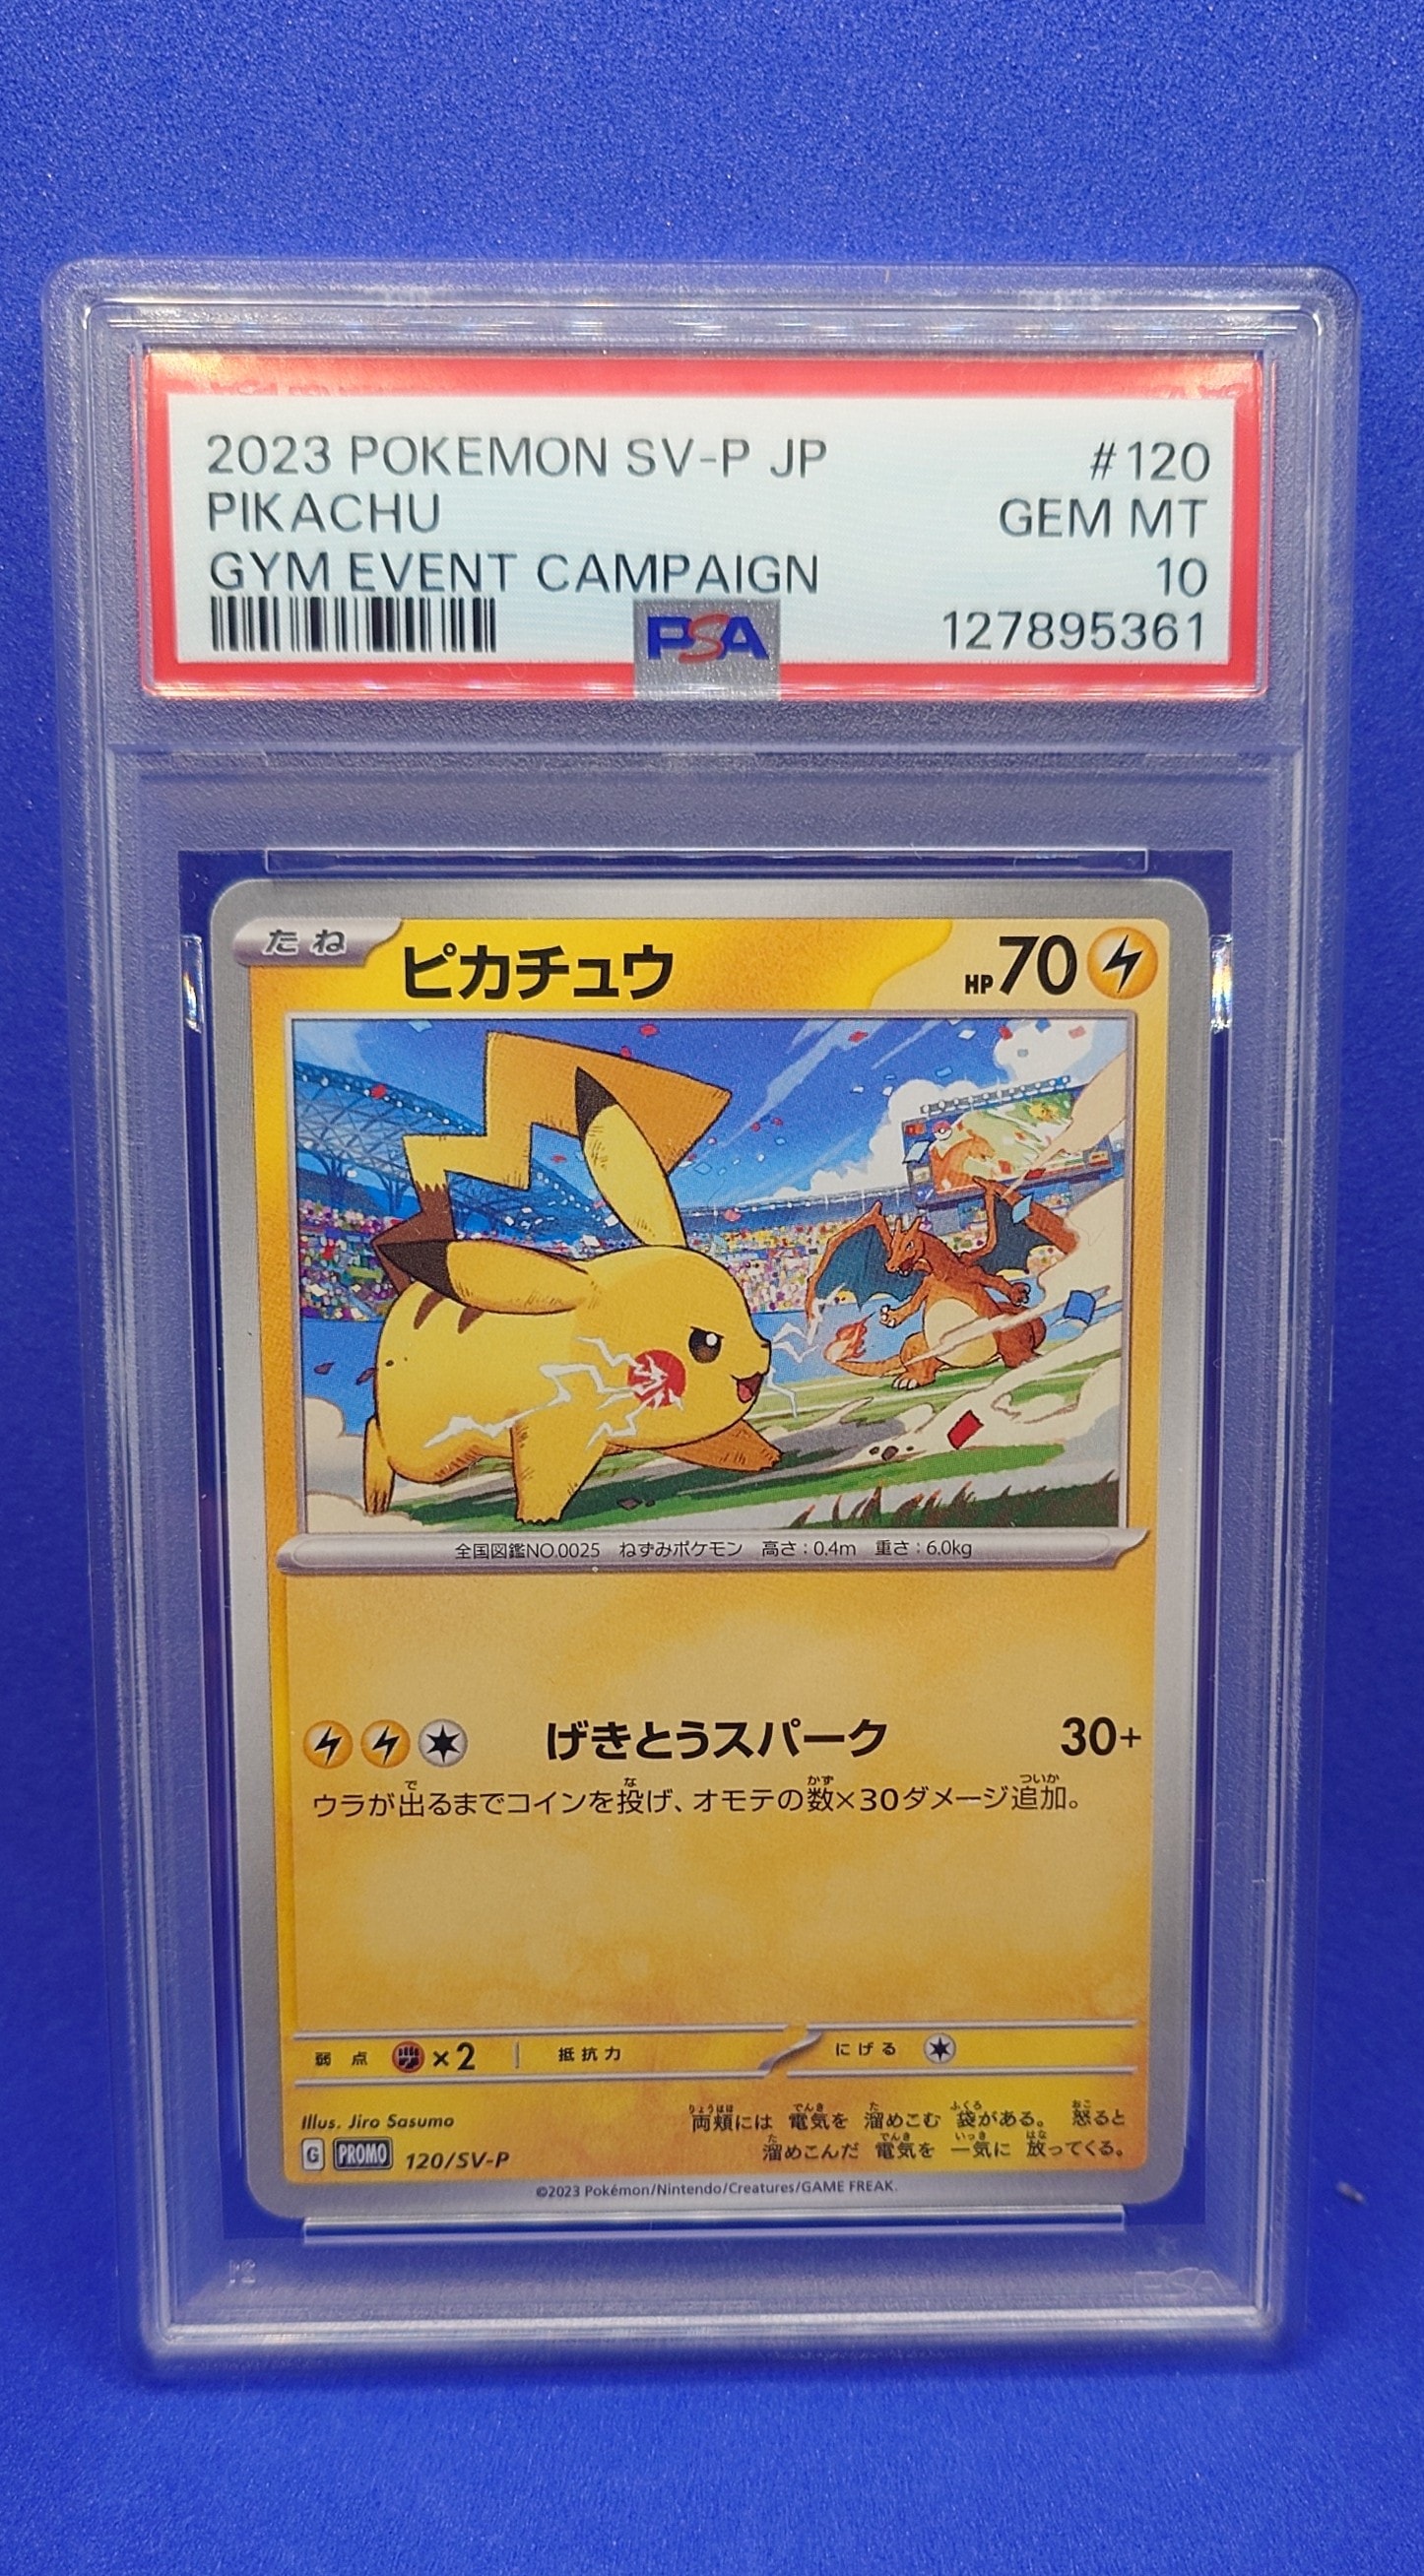 2023 POKEMON SV-P JP #120
PIKACHU GEM MT
GYM EVENT CAMPAIGN 10
PSA 127895361
たね ピカチュウ HP70
全国図鑑NO.0025 ねずみポケモン 高さ:0.4m 重さ:6.0kg
げきとうスパーク 30+
ウラが出るまでコインを投げ、オモテの数×30ダメージ追加。
弱点 ×2 抵抗力 にげる
Illus. Jiro Sasumo
両頬には 電気を 溜めこむ 袋がある。 怒ると
溜めこんだ 電気を 一気に 放ってくる。
G PROMO 120/SV-P
©2023 Pokémon/Nintendo/Creatures/GAME FREAK.
PSA